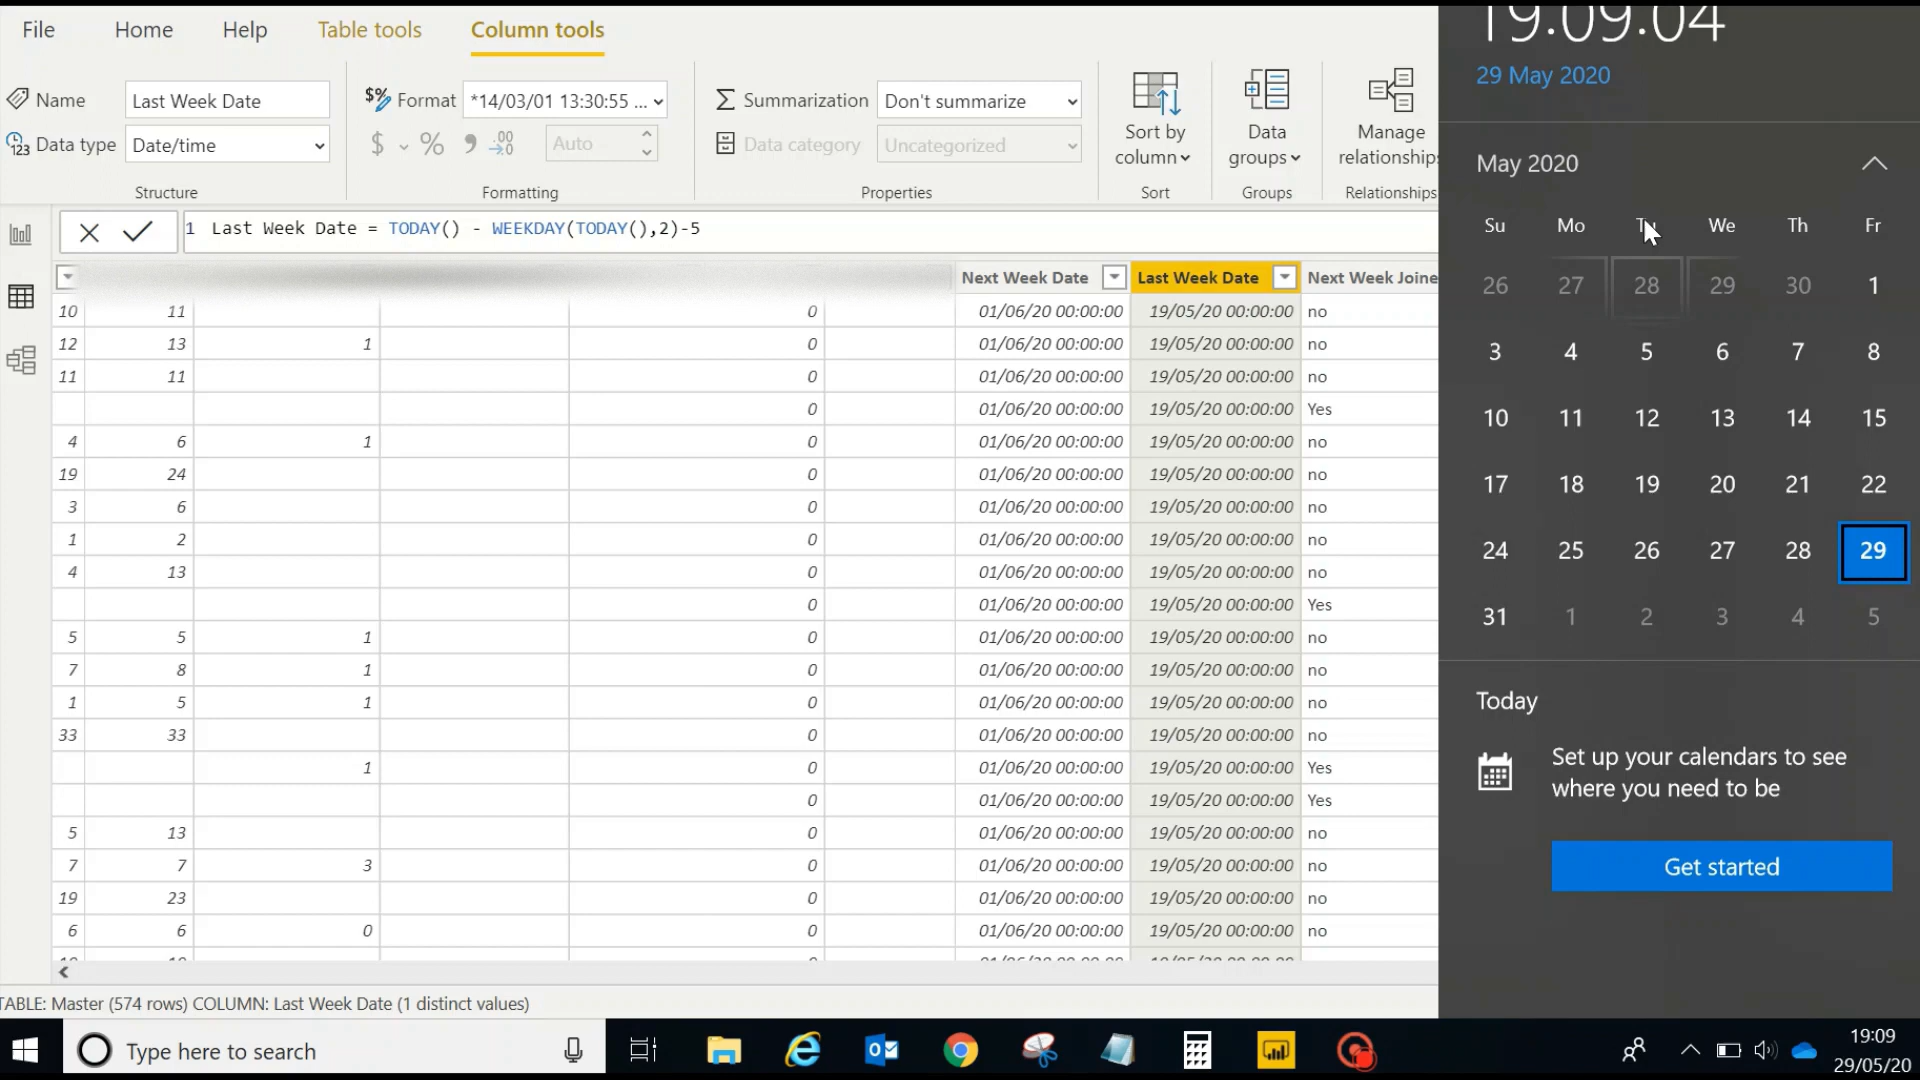 File Home Help Table tools Column tools
Name Last Week Date
Data type Date/time
Structure
$% Format *14/03/01 13:30:55 ...
$ % Auto
Formatting
Summarization Don't summarize
Data category Uncategorized
Properties
Sort by column
Sort
Data groups
Groups
Manage relationship
Relationships
1 Last Week Date = TODAY() - WEEKDAY(TODAY(),2)-5
Next Week Date Last Week Date Next Week Joine
10 11 0 01/06/20 00:00:00 19/05/20 00:00:00 no
12 13 1 0 01/06/20 00:00:00 19/05/20 00:00:00 no
11 11 0 01/06/20 00:00:00 19/05/20 00:00:00 no
0 01/06/20 00:00:00 19/05/20 00:00:00 Yes
4 6 1 0 01/06/20 00:00:00 19/05/20 00:00:00 no
19 24 0 01/06/20 00:00:00 19/05/20 00:00:00 no
3 6 0 01/06/20 00:00:00 19/05/20 00:00:00 no
1 2 0 01/06/20 00:00:00 19/05/20 00:00:00 no
4 13 0 01/06/20 00:00:00 19/05/20 00:00:00 no
0 01/06/20 00:00:00 19/05/20 00:00:00 Yes
5 5 1 0 01/06/20 00:00:00 19/05/20 00:00:00 no
7 8 1 0 01/06/20 00:00:00 19/05/20 00:00:00 no
1 5 1 0 01/06/20 00:00:00 19/05/20 00:00:00 no
33 33 0 01/06/20 00:00:00 19/05/20 00:00:00 no
1 0 01/06/20 00:00:00 19/05/20 00:00:00 Yes
0 01/06/20 00:00:00 19/05/20 00:00:00 Yes
5 13 0 01/06/20 00:00:00 19/05/20 00:00:00 no
7 7 3 0 01/06/20 00:00:00 19/05/20 00:00:00 no
19 23 0 01/06/20 00:00:00 19/05/20 00:00:00 no
6 6 0 0 01/06/20 00:00:00 19/05/20 00:00:00 no
TABLE: Master (574 rows) COLUMN: Last Week Date (1 distinct values)
19:09:04
29 May 2020
May 2020
Su Mo Tu We Th Fr
26 27 28 29 30 1
3 4 5 6 7 8
10 11 12 13 14 15
17 18 19 20 21 22
24 25 26 27 28 29
31 1 2 3 4 5
Today
Set up your calendars to see
where you need to be
Get started
Type here to search
19:09
29/05/20